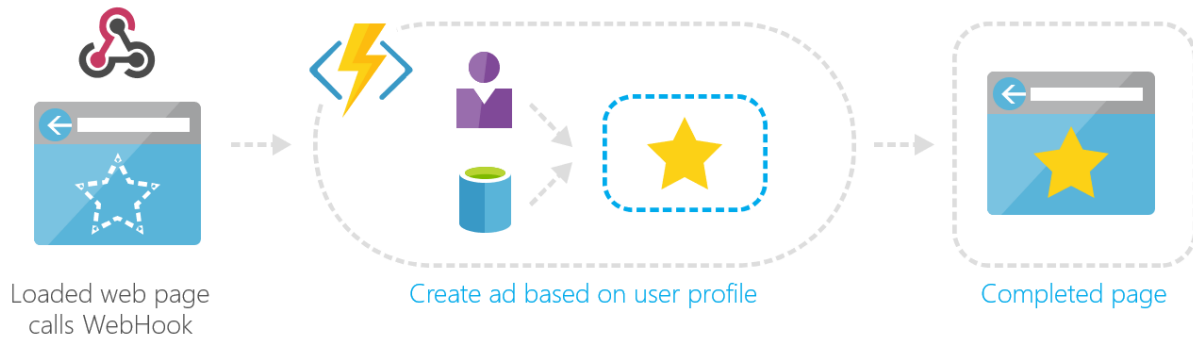 Loaded web page
calls WebHook
Create ad based on user profile
Completed page